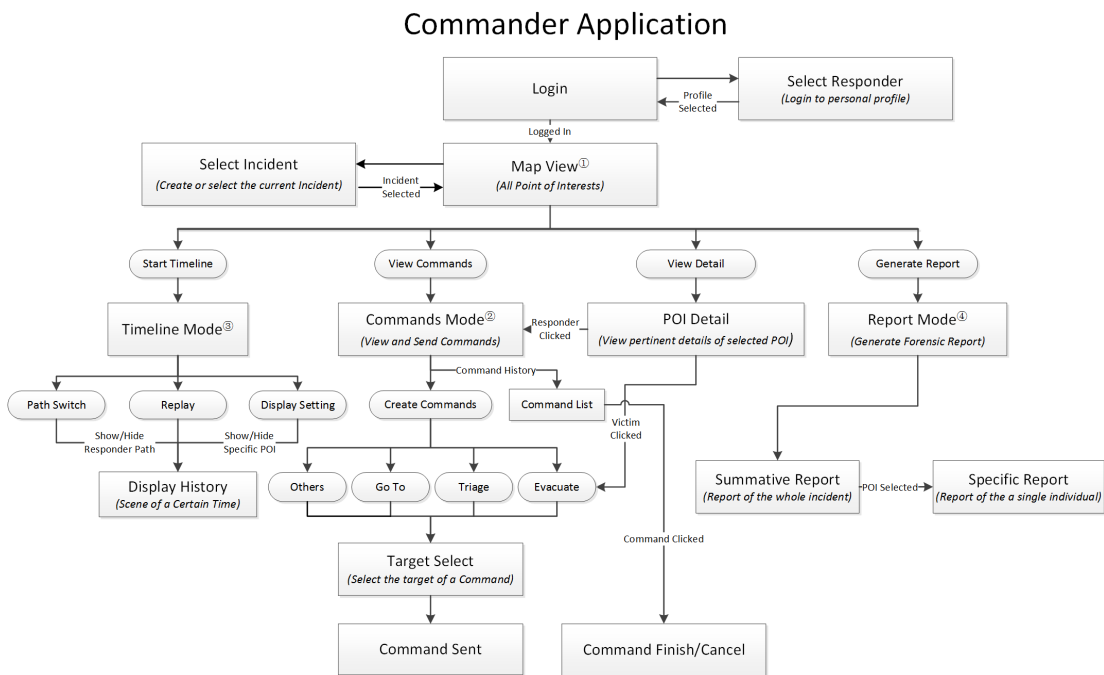 Commander Application
Login
Select Responder
(Login to personal profile)
Profile
Selected
Logged In
Select Incident
(Create or select the current Incident)
Incident
Selected
Map View①
(All Point of Interests)
Start Timeline
View Commands
View Detail
Generate Report
Timeline Mode③
Commands Mode②
(View and Send Commands)
Responder
Clicked
POI Detail
(View pertinent details of selected POI)
Report Mode④
(Generate Forensic Report)
Command History
Path Switch
Replay
Display Setting
Create Commands
Command List
Victim
Clicked
Show/Hide
Responder Path
Show/Hide
Specific POI
Display History
(Scene of a Certain Time)
Others
Go To
Triage
Evacuate
Summative Report
(Report of the whole incident)
POI Selected
Specific Report
(Report of the a single individual)
Command Clicked
Target Select
(Select the target of a Command)
Command Sent
Command Finish/Cancel